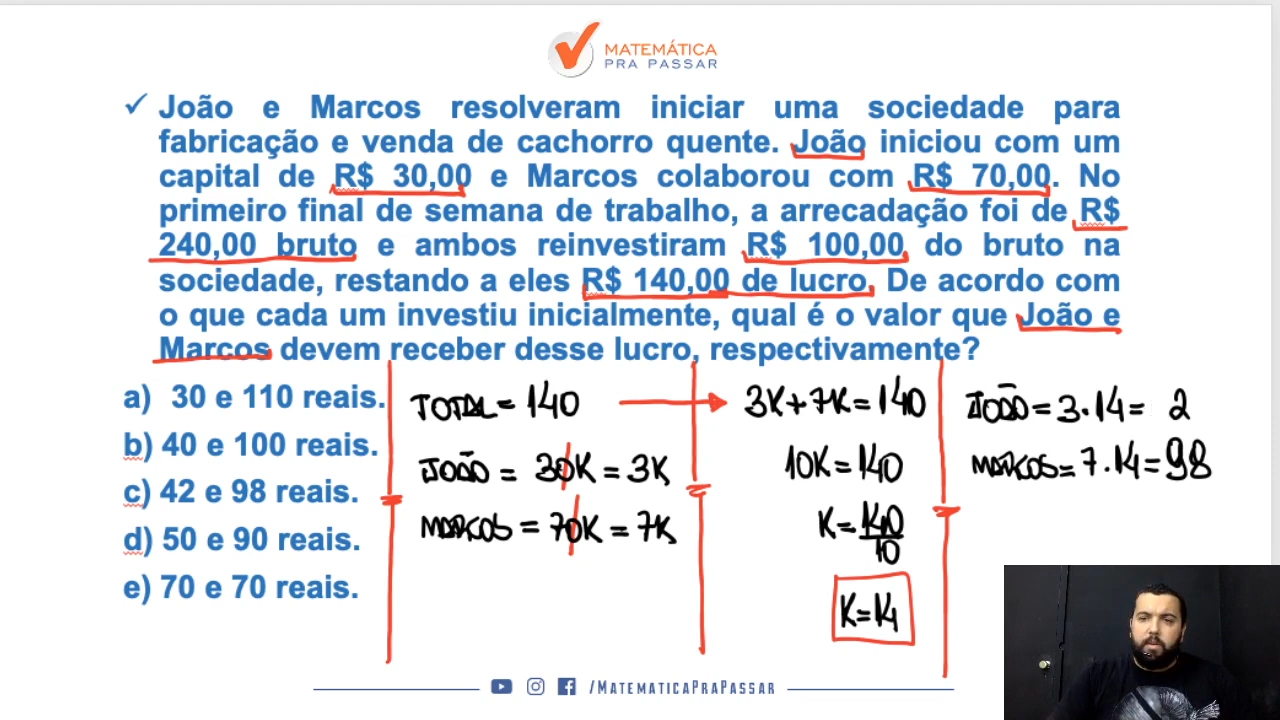 MATEMÁTICA
PRA PASSAR
✓ João e Marcos resolveram iniciar uma sociedade para
fabricação e venda de cachorro quente. João iniciou com um
capital de R$ 30,00 e Marcos colaborou com R$ 70,00. No
primeiro final de semana de trabalho, a arrecadação foi de R$
240,00 bruto e ambos reinvestiram R$ 100,00 do bruto na
sociedade, restando a eles R$ 140,00 de lucro. De acordo com
o que cada um investiu inicialmente, qual é o valor que João e
Marcos devem receber desse lucro, respectivamente?
a) 30 e 110 reais.
b) 40 e 100 reais.
c) 42 e 98 reais.
d) 50 e 90 reais.
e) 70 e 70 reais.
TOTAL = 140
JOÃO = 30K = 3K
MARCOS = 70K = 7K
3K+7K=140
10K=140
K=140
10
K=14
JOÃO = 3.14= 2
MARCOS=7.14=98
/MATEMATICAPRAPASSAR